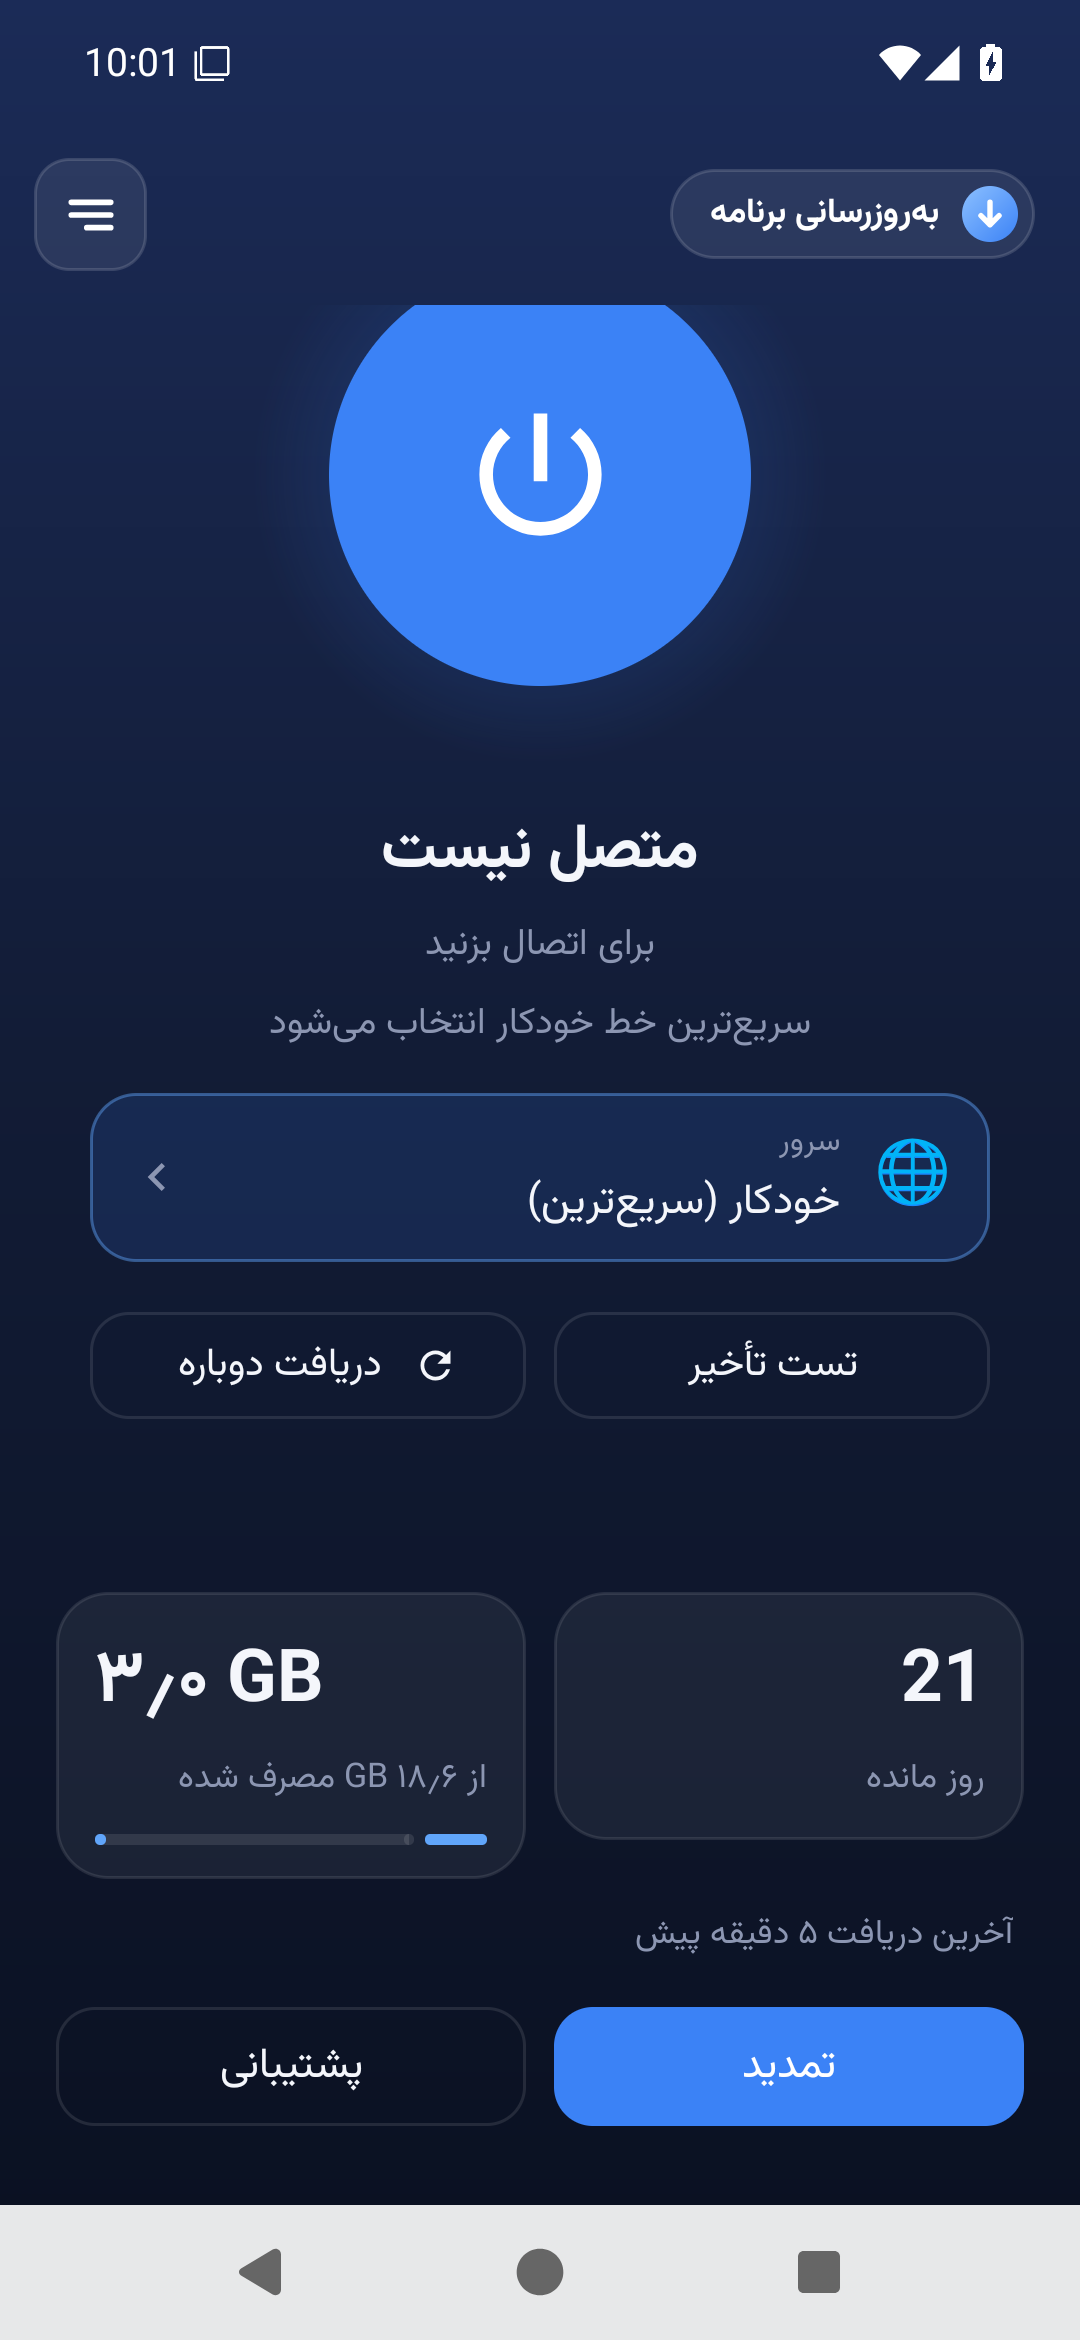 10:01
به‌روزرسانی برنامه
متصل نیست
برای اتصال بزنید
سریع‌ترین خط خودکار انتخاب می‌شود
سرور
خودکار (سریع‌ترین)
تست تأخیر
دریافت دوباره
21
روز مانده
۳٫۰ GB
از ۱۸٫۶ GB مصرف شده
آخرین دریافت ۵ دقیقه پیش
تمدید
پشتیبانی